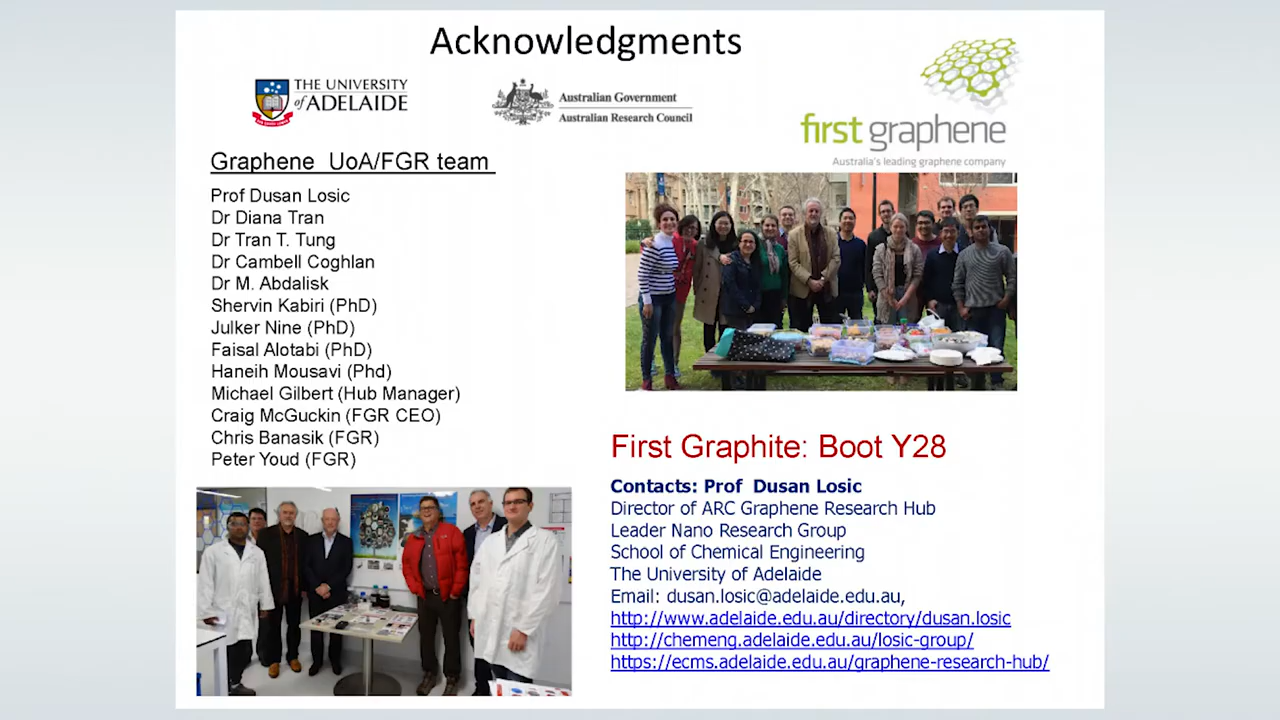 Acknowledgments
THE UNIVERSITY
of ADELAIDE
Australian Government
Australian Research Council
first graphene
Australia's leading graphene company
Graphene UoA/FGR team
Prof Dusan Losic
Dr Diana Tran
Dr Tran T. Tung
Dr Cambell Coghlan
Dr M. Abdalisk
Shervin Kabiri (PhD)
Julker Nine (PhD)
Faisal Alotabi (PhD)
Haneih Mousavi (Phd)
Michael Gilbert (Hub Manager)
Craig McGuckin (FGR CEO)
Chris Banasik (FGR)
Peter Youd (FGR)
First Graphite: Boot Y28
Contacts: Prof Dusan Losic
Director of ARC Graphene Research Hub
Leader Nano Research Group
School of Chemical Engineering
The University of Adelaide
Email: dusan.losic@adelaide.edu.au,
http://www.adelaide.edu.au/directory/dusan.losic
http://chemeng.adelaide.edu.au/losic-group/
https://ecms.adelaide.edu.au/graphene-research-hub/